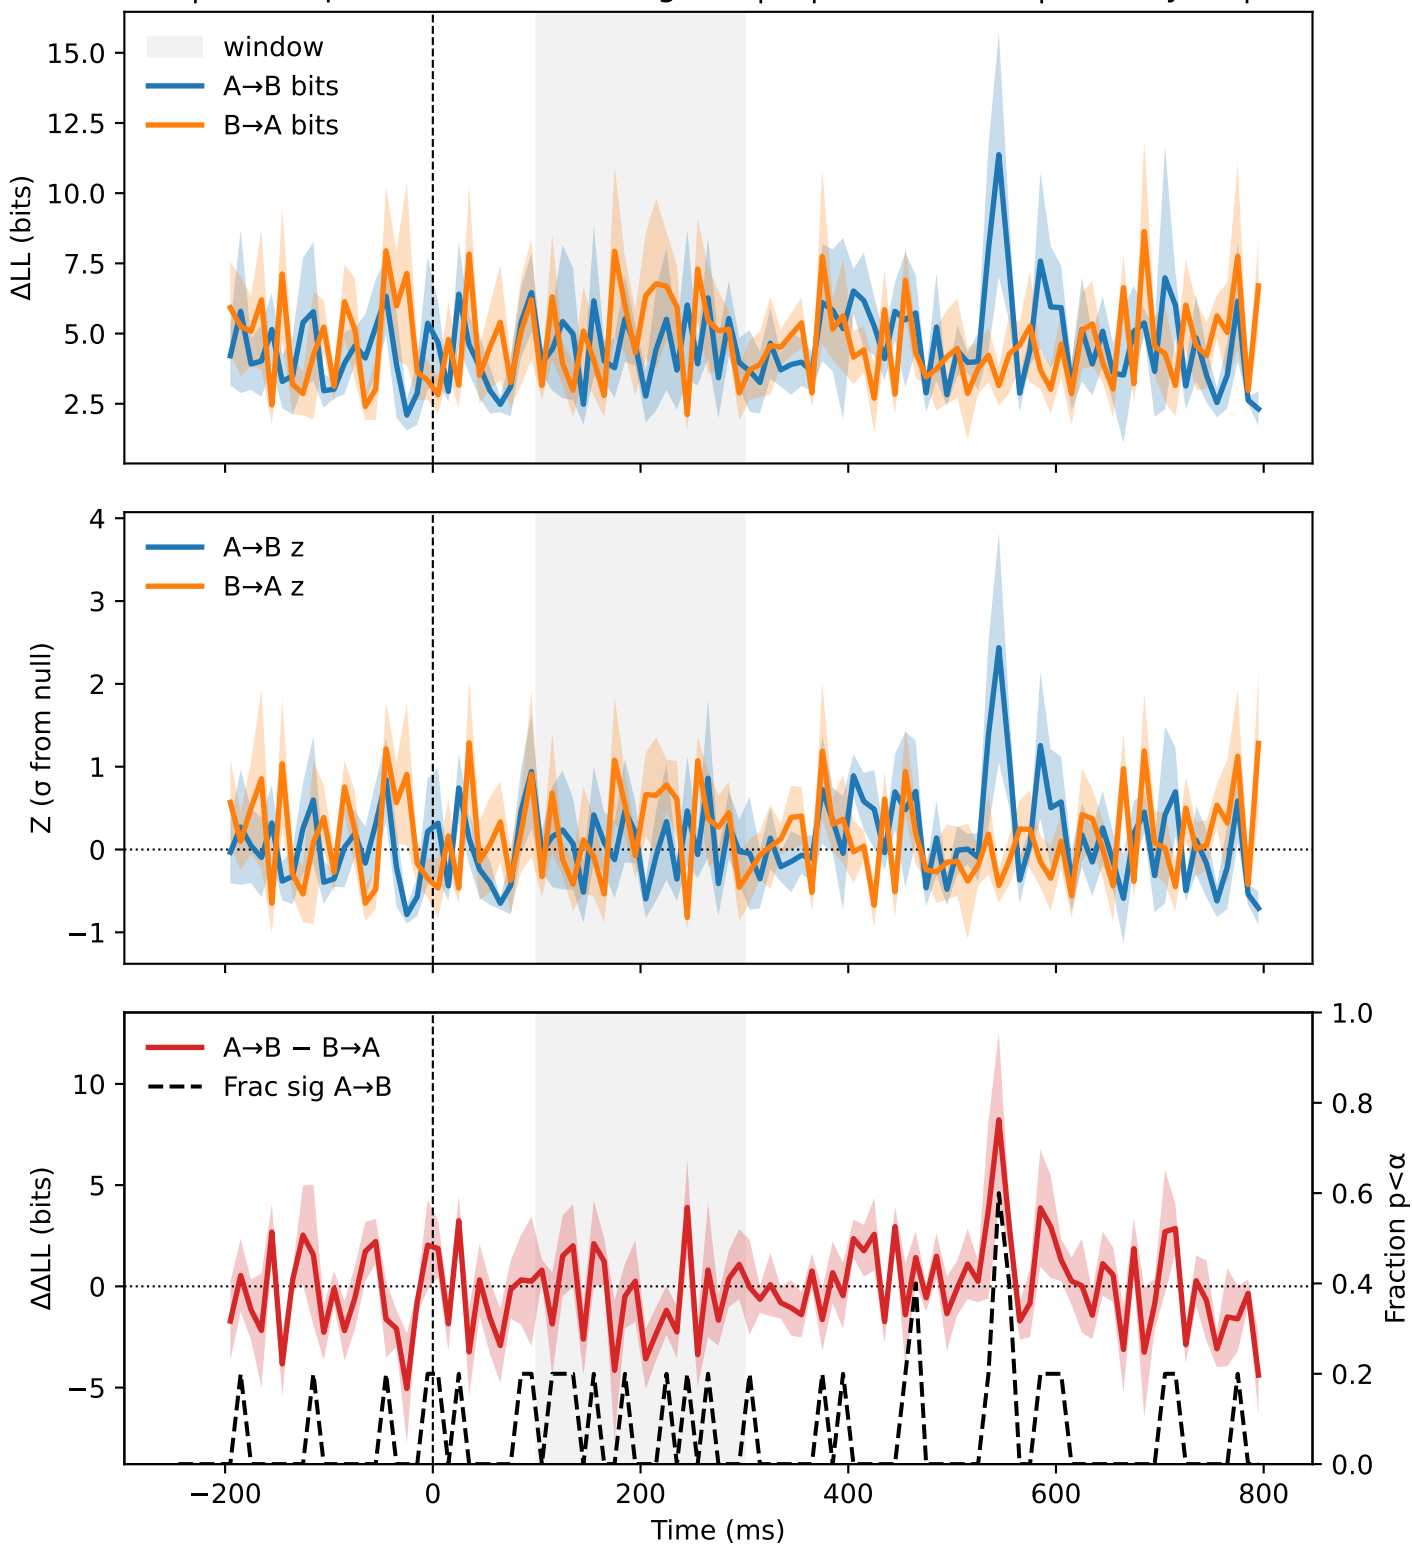 15.0
12.5
10.0
7.5
5.0
2.5
ΔLL (bits)
window
A→B bits
B→A bits
4
3
2
1
0
−1
Z (σ from null)
A→B z
B→A z
10
5
0
−5
ΔΔLL (bits)
A→B − B→A
Frac sig A→B
1.0
0.8
0.6
0.4
0.2
0.0
Fraction p<α
−200 0 200 400 600 800
Time (ms)